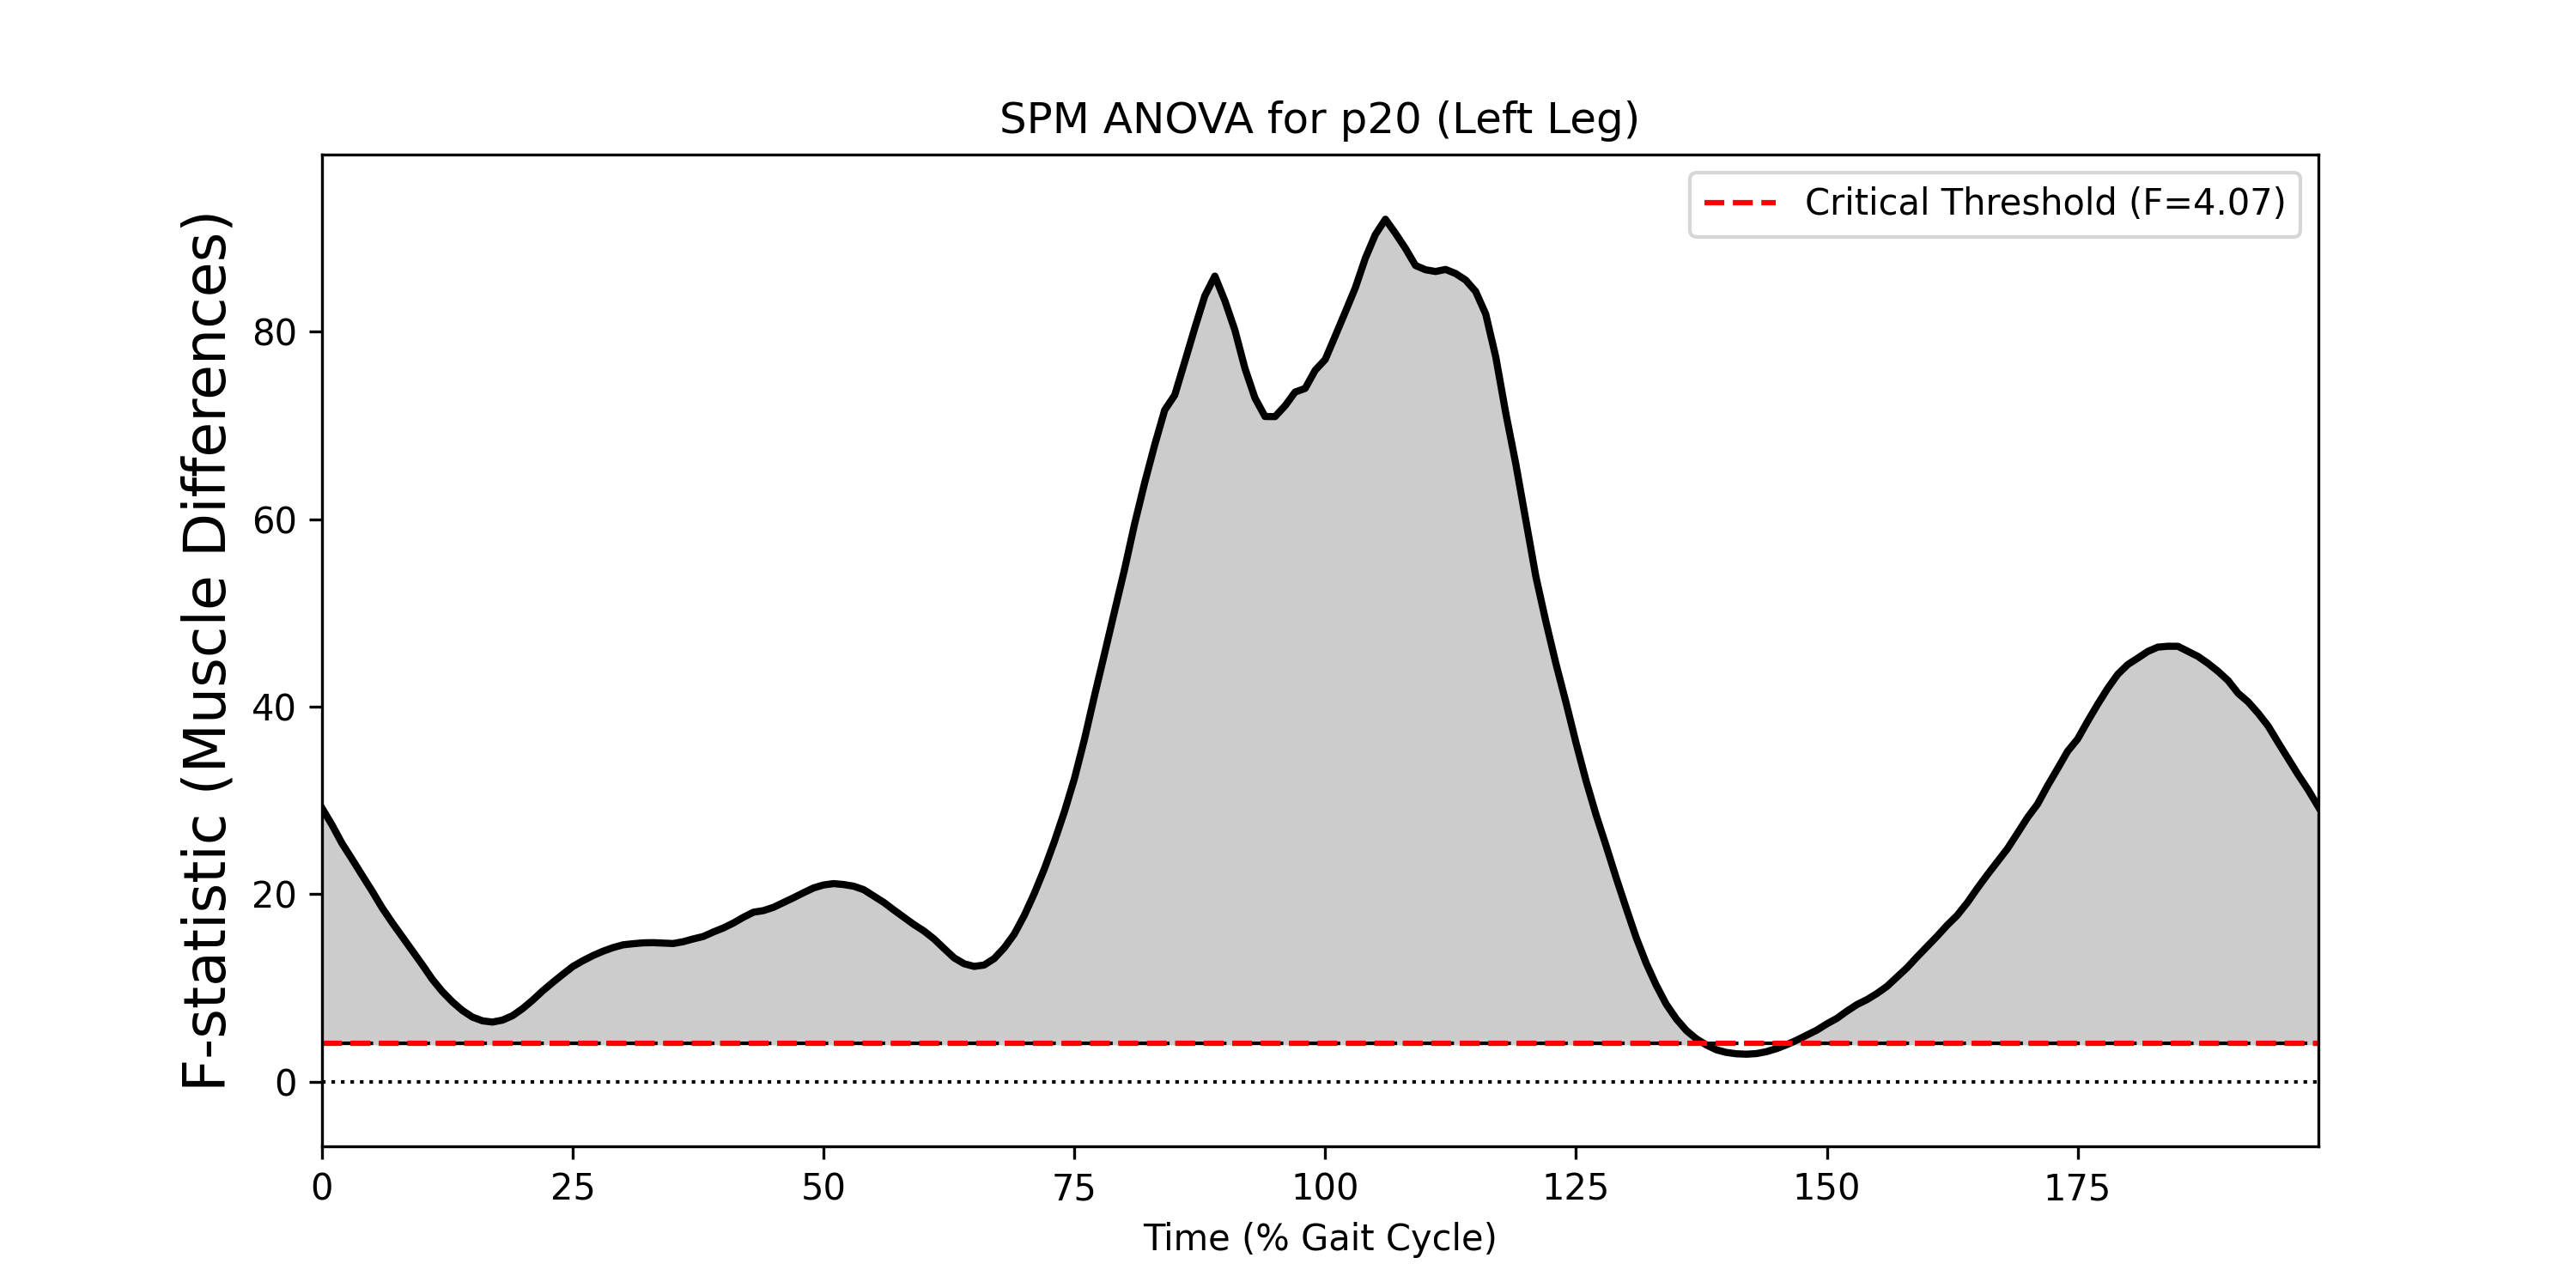 SPM ANOVA for p20 (Left Leg)
Critical Threshold (F=4.07)
F-statistic (Muscle Differences)
80
60
40
20
0
0 25 50 75 100 125 150 175
Time (% Gait Cycle)